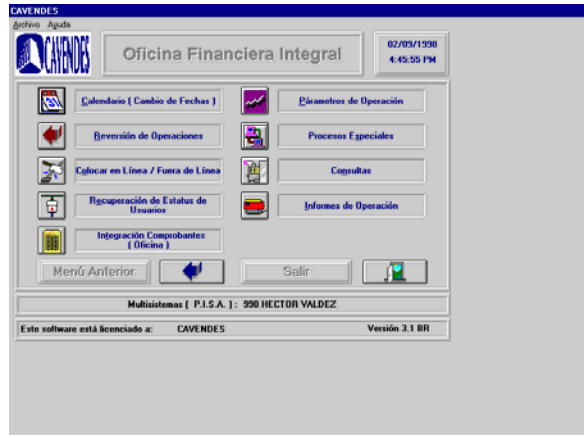 CAVENDES
Archivo Ayuda
CAVENDES
Oficina Financiera Integral
02/09/1998
4:45:55 PM
Calendario ( Cambio de Fechas )
Párametros de Operación
Reversión de Operaciones
Procesos Especiales
Colocar en Línea / Fuera de Línea
Consultas
Recuperación de Estatus de
Usuarios
Informes de Operación
Integración Comprobantes
( Oficina )
Menú Anterior
Salir
Multisistemas ( P.I.S.A. ) : 990 HECTOR VALDEZ
Este software está licenciado a: CAVENDES Versión 3.1 BR